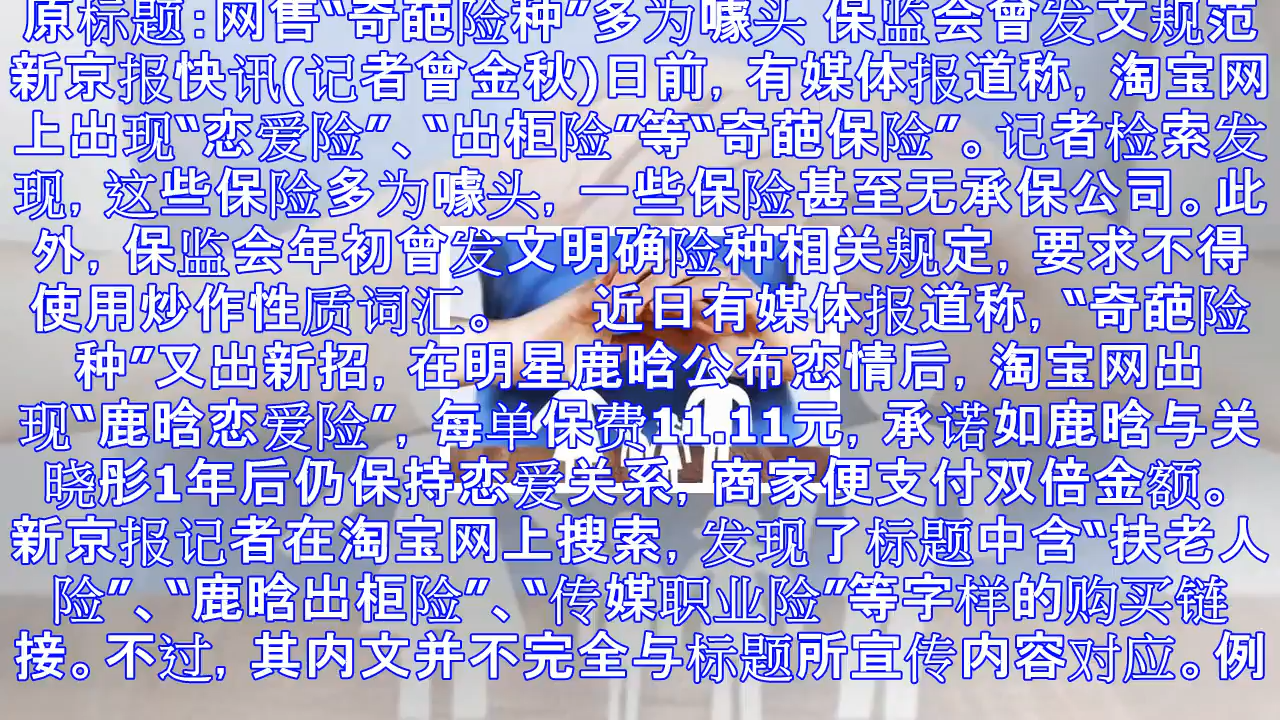 原标题:网售“奇葩险种”多为噱头 保监会曾发文规范
新京报快讯(记者曾金秋)日前, 有媒体报道称, 淘宝网
上出现“恋爱险”、“出柜险”等“奇葩保险”。记者检索发
现, 这些保险多为噱头, 一些保险甚至无承保公司。此
外, 保监会年初曾发文明确险种相关规定, 要求不得
使用炒作性质词汇。 近日有媒体报道称, “奇葩险
种”又出新招, 在明星鹿晗公布恋情后, 淘宝网出
现“鹿晗恋爱险”, 每单保费11.11元, 承诺如鹿晗与关
晓彤1年后仍保持恋爱关系, 商家便支付双倍金额。
新京报记者在淘宝网上搜索, 发现了标题中含“扶老人
险”、“鹿晗出柜险”、“传媒职业险”等字样的购买链
接。不过, 其内文并不完全与标题所宣传内容对应。例